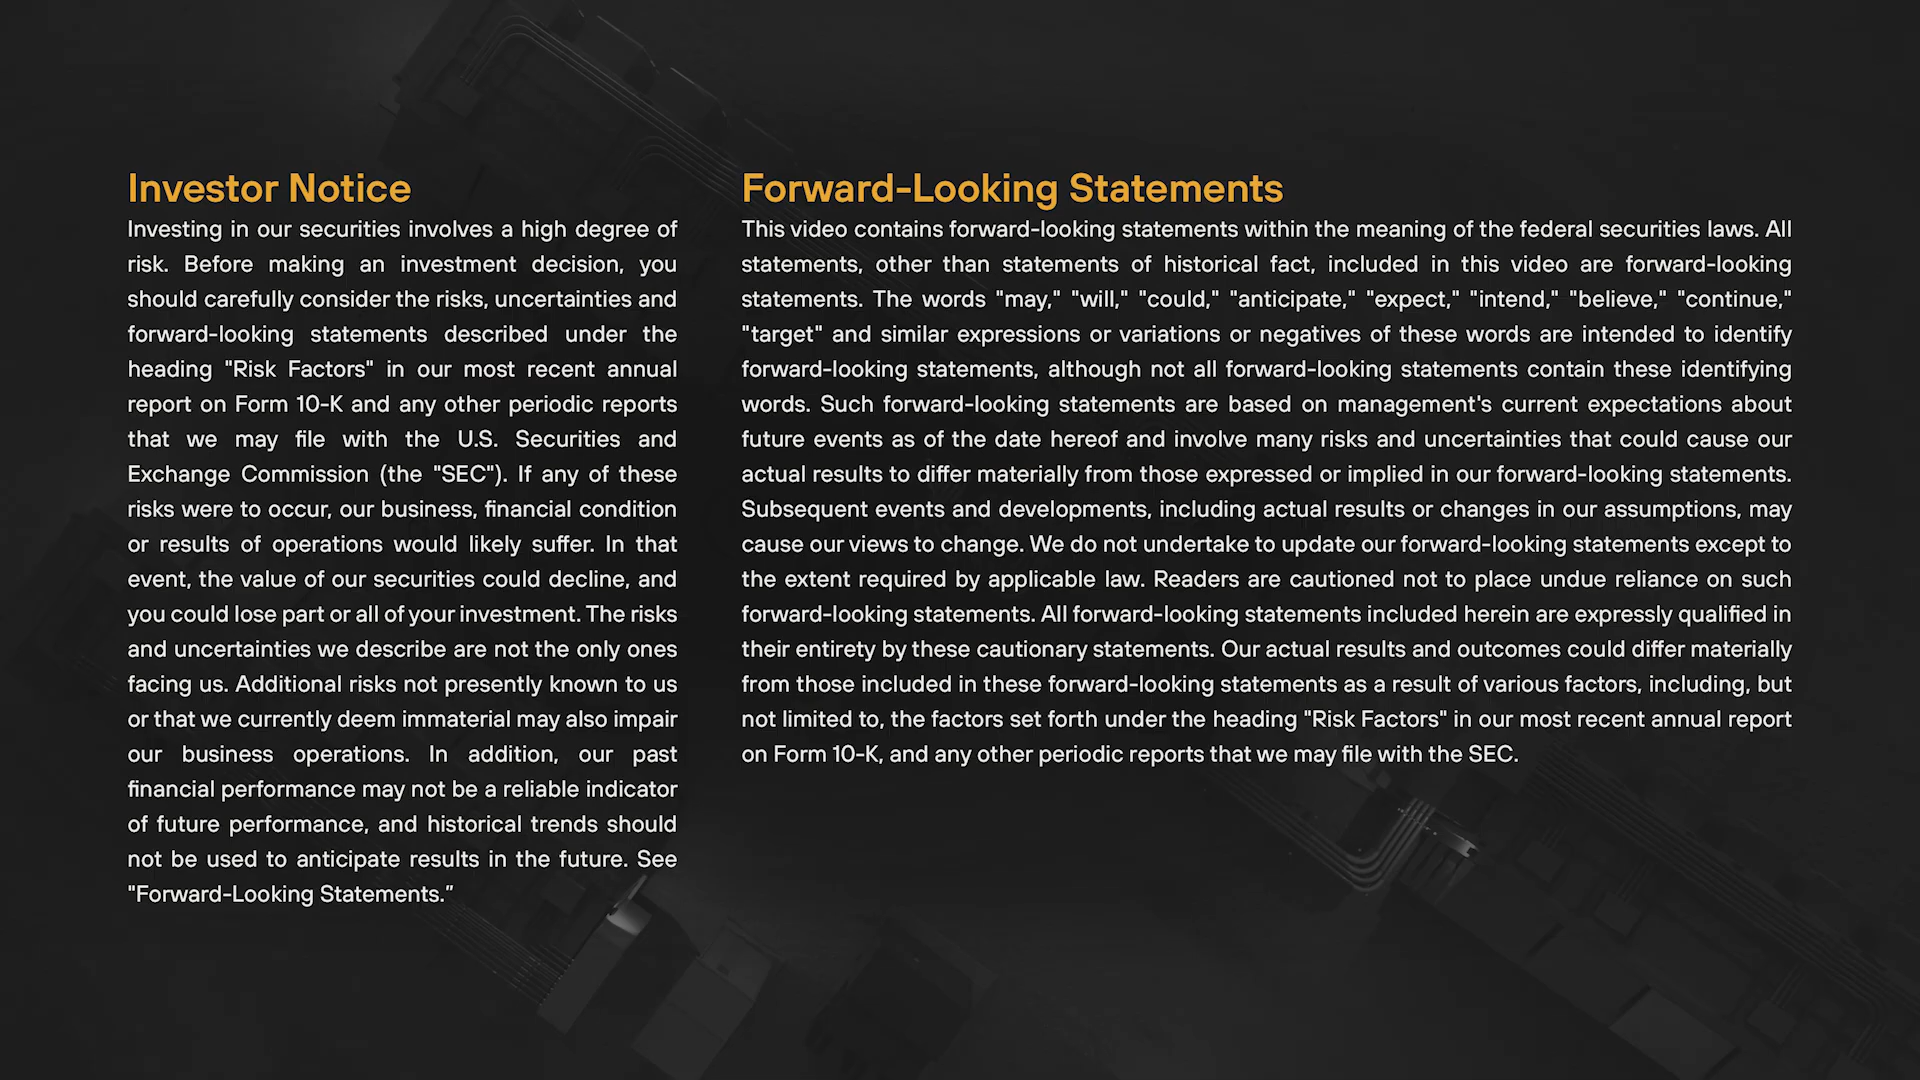 Investor Notice
Investing in our securities involves a high degree of
risk. Before making an investment decision, you
should carefully consider the risks, uncertainties and
forward-looking statements described under the
heading "Risk Factors" in our most recent annual
report on Form 10-K and any other periodic reports
that we may file with the U.S. Securities and
Exchange Commission (the "SEC"). If any of these
risks were to occur, our business, financial condition
or results of operations would likely suffer. In that
event, the value of our securities could decline, and
you could lose part or all of your investment. The risks
and uncertainties we describe are not the only ones
facing us. Additional risks not presently known to us
or that we currently deem immaterial may also impair
our business operations. In addition, our past
financial performance may not be a reliable indicator
of future performance, and historical trends should
not be used to anticipate results in the future. See
"Forward-Looking Statements.”
Forward-Looking Statements
This video contains forward-looking statements within the meaning of the federal securities laws. All
statements, other than statements of historical fact, included in this video are forward-looking
statements. The words "may," "will," "could," "anticipate," "expect," "intend," "believe," "continue,"
"target" and similar expressions or variations or negatives of these words are intended to identify
forward-looking statements, although not all forward-looking statements contain these identifying
words. Such forward-looking statements are based on management's current expectations about
future events as of the date hereof and involve many risks and uncertainties that could cause our
actual results to differ materially from those expressed or implied in our forward-looking statements.
Subsequent events and developments, including actual results or changes in our assumptions, may
cause our views to change. We do not undertake to update our forward-looking statements except to
the extent required by applicable law. Readers are cautioned not to place undue reliance on such
forward-looking statements. All forward-looking statements included herein are expressly qualified in
their entirety by these cautionary statements. Our actual results and outcomes could differ materially
from those included in these forward-looking statements as a result of various factors, including, but
not limited to, the factors set forth under the heading "Risk Factors" in our most recent annual report
on Form 10-K, and any other periodic reports that we may file with the SEC.